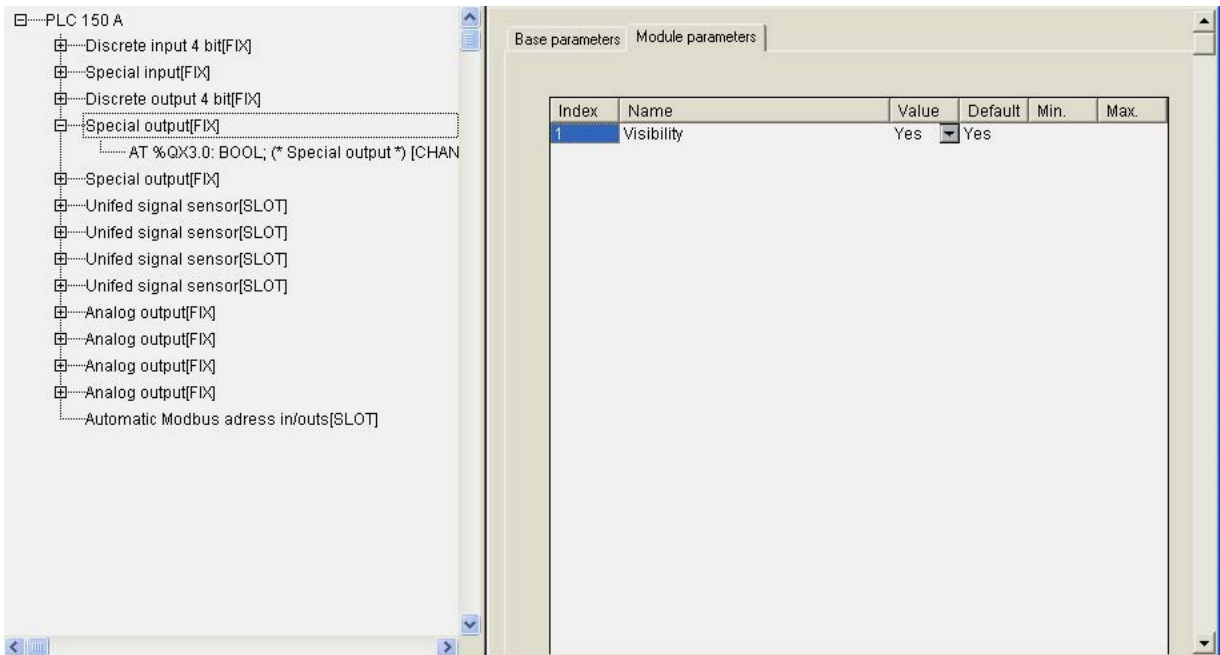 PLC 150 A
Discrete input 4 bit[FIX]
Special input[FIX]
Discrete output 4 bit[FIX]
Special output[FIX]
AT %QX3.0: BOOL; (* Special output *) [CHAN
Special output[FIX]
Unifed signal sensor[SLOT]
Unifed signal sensor[SLOT]
Unifed signal sensor[SLOT]
Unifed signal sensor[SLOT]
Analog output[FIX]
Analog output[FIX]
Analog output[FIX]
Analog output[FIX]
Automatic Modbus adress in/outs[SLOT]
Base parameters Module parameters
Index Name Value Default Min. Max.
1 Visibility Yes Yes